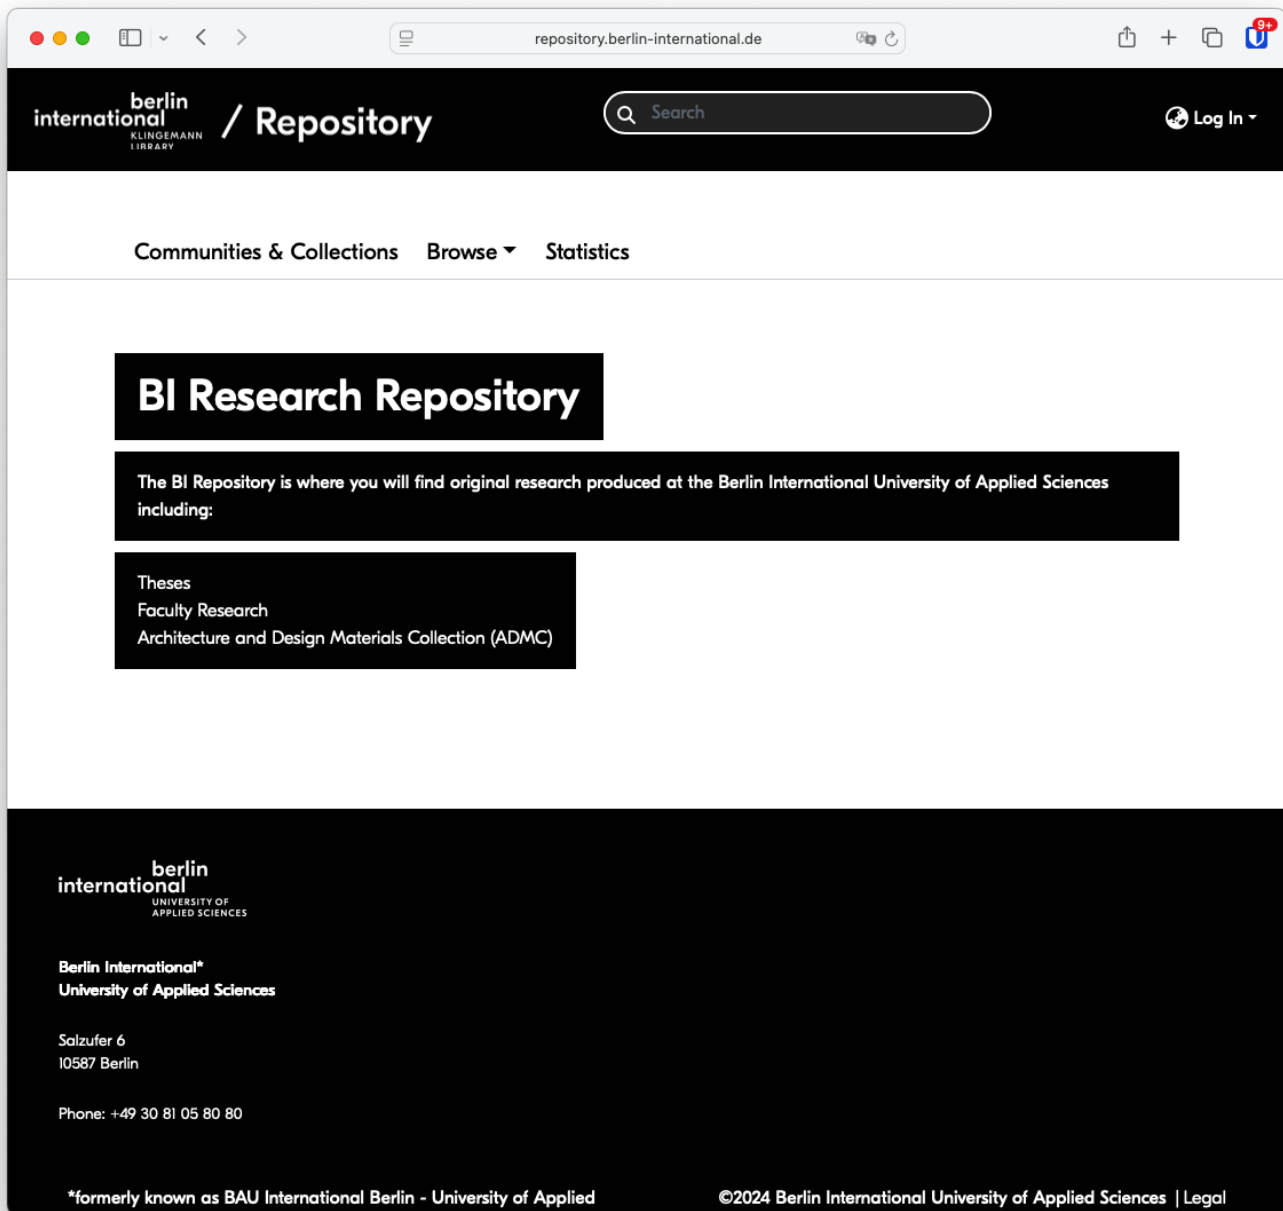 repository.berlin-international.de
9+
berlin
international
KLINGEMANN
LIBRARY
/ Repository
Search
Log In
Communities & Collections Browse Statistics
BI Research Repository
The BI Repository is where you will find original research produced at the Berlin International University of Applied Sciences
including:
Theses
Faculty Research
Architecture and Design Materials Collection (ADMC)
berlin
international
UNIVERSITY OF
APPLIED SCIENCES
Berlin International*
University of Applied Sciences
Salzufer 6
10587 Berlin
Phone: +49 30 81 05 80 80
*formerly known as BAU International Berlin - University of Applied
©2024 Berlin International University of Applied Sciences | Legal